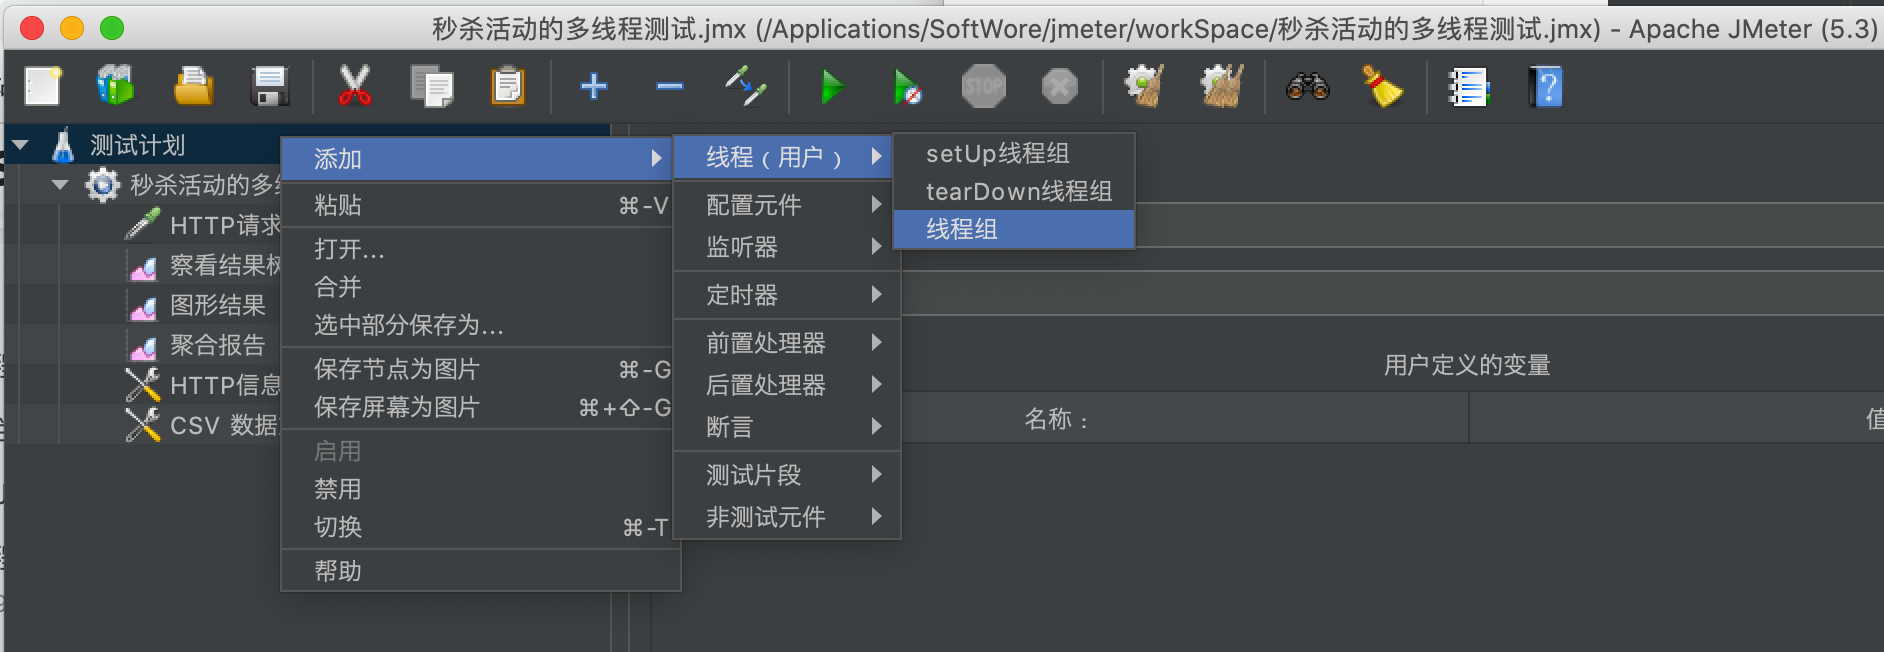 秒杀活动的多线程测试.jmx (/Applications/SoftWore/jmeter/workSpace/秒杀活动的多线程测试.jmx) - Apache JMeter (5.3)
STOP
测试计划
秒杀活动的多
HTTP请求
察看结果树
图形结果
聚合报告
HTTP信息
CSV 数据
添加
粘贴 ⌘-V
打开...
合并
选中部分保存为...
保存节点为图片 ⌘-G
保存屏幕为图片 ⌘+⇧-G
启用
禁用
切换 ⌘-T
帮助
线程（用户）
配置元件
监听器
定时器
前置处理器
后置处理器
断言
测试片段
非测试元件
setUp线程组
tearDown线程组
线程组
用户定义的变量
名称：
值